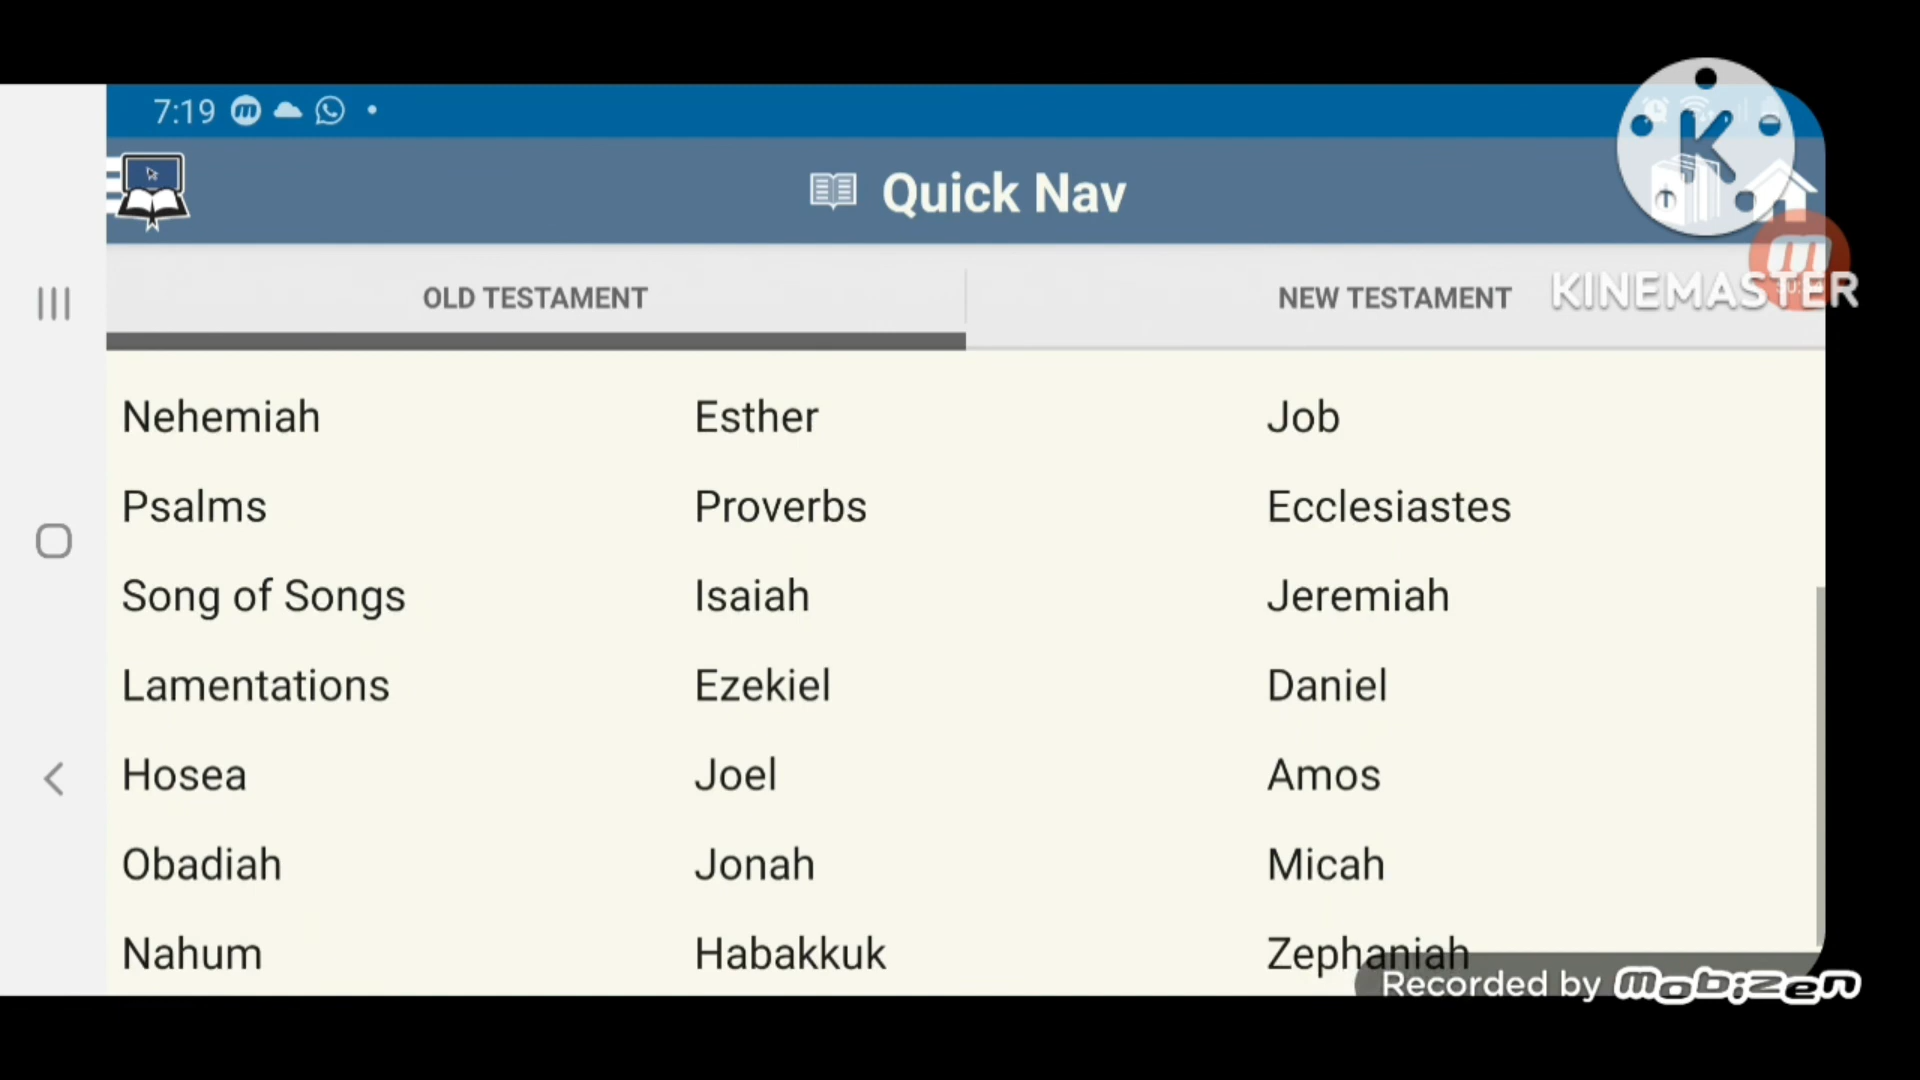 7:19
Quick Nav
KINEMASTER
OLD TESTAMENT NEW TESTAMENT
Nehemiah Esther Job
Psalms Proverbs Ecclesiastes
Song of Songs Isaiah Jeremiah
Lamentations Ezekiel Daniel
Hosea Joel Amos
Obadiah Jonah Micah
Nahum Habakkuk Zephaniah
Recorded by mobizen